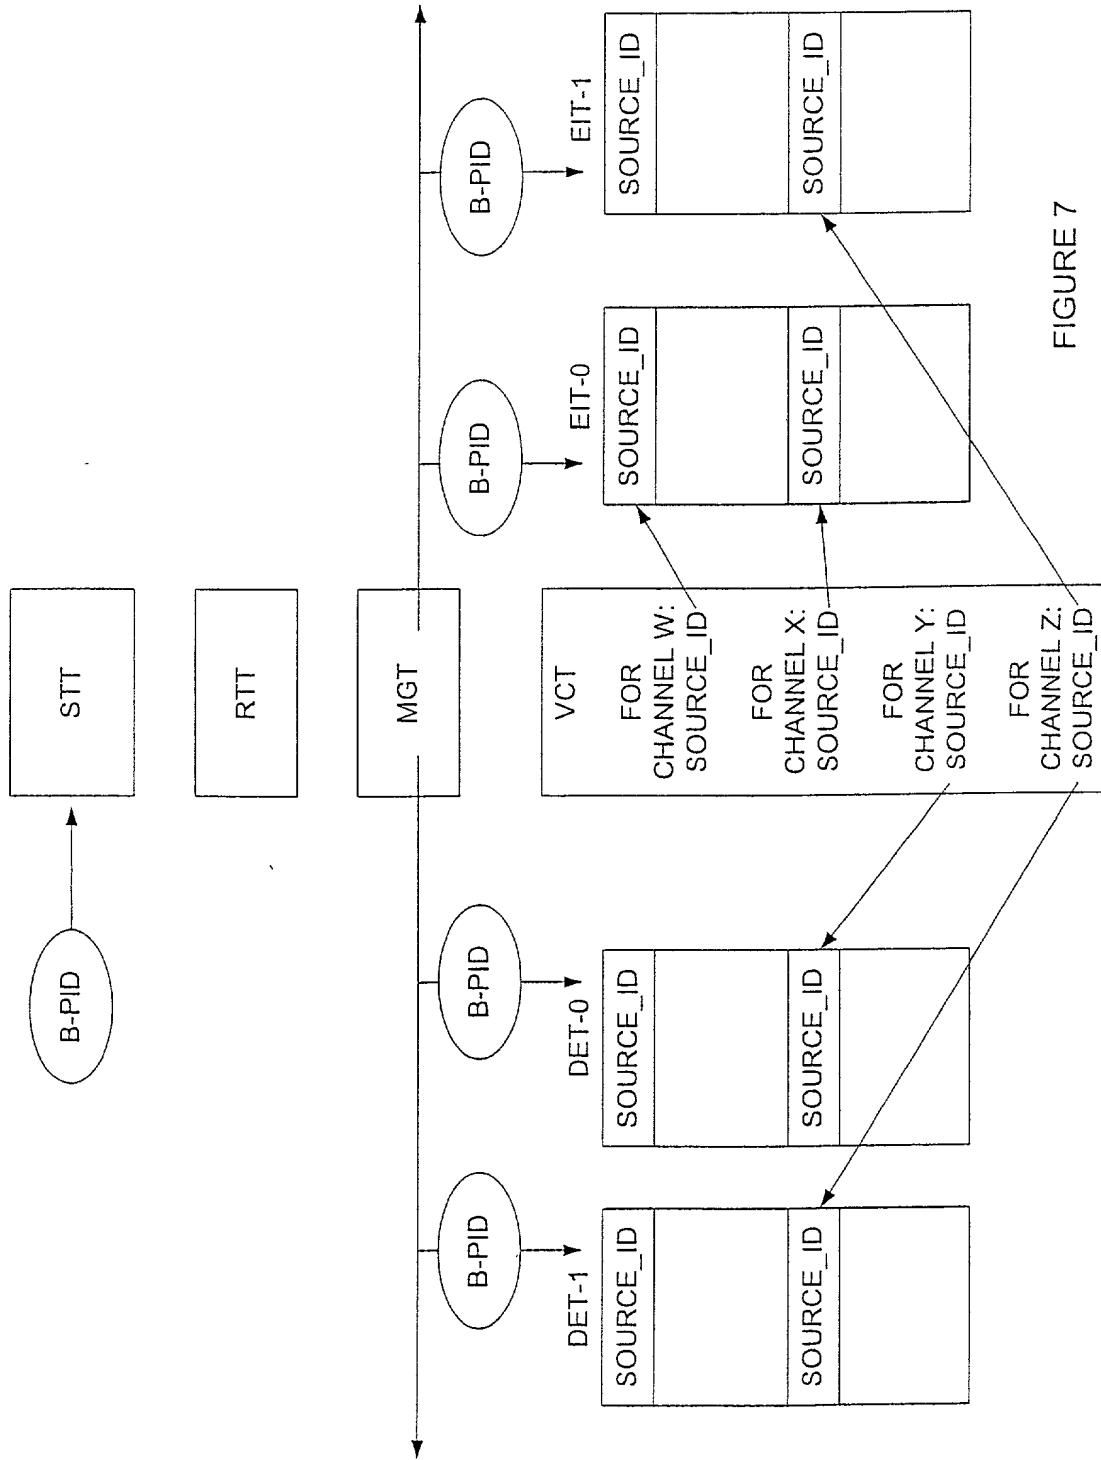 B-PID
STT
RTT
MGT
B-PID
B-PID
B-PID
B-PID
DET-1
DET-0
EIT-0
EIT-1
SOURCE_ID
SOURCE_ID
SOURCE_ID
SOURCE_ID
VCT
FOR
CHANNEL W:
SOURCE_ID
FOR
CHANNEL X:
SOURCE_ID
FOR
CHANNEL Y:
SOURCE_ID
FOR
CHANNEL Z:
SOURCE_ID
SOURCE_ID
SOURCE_ID
SOURCE_ID
SOURCE_ID
FIGURE 7